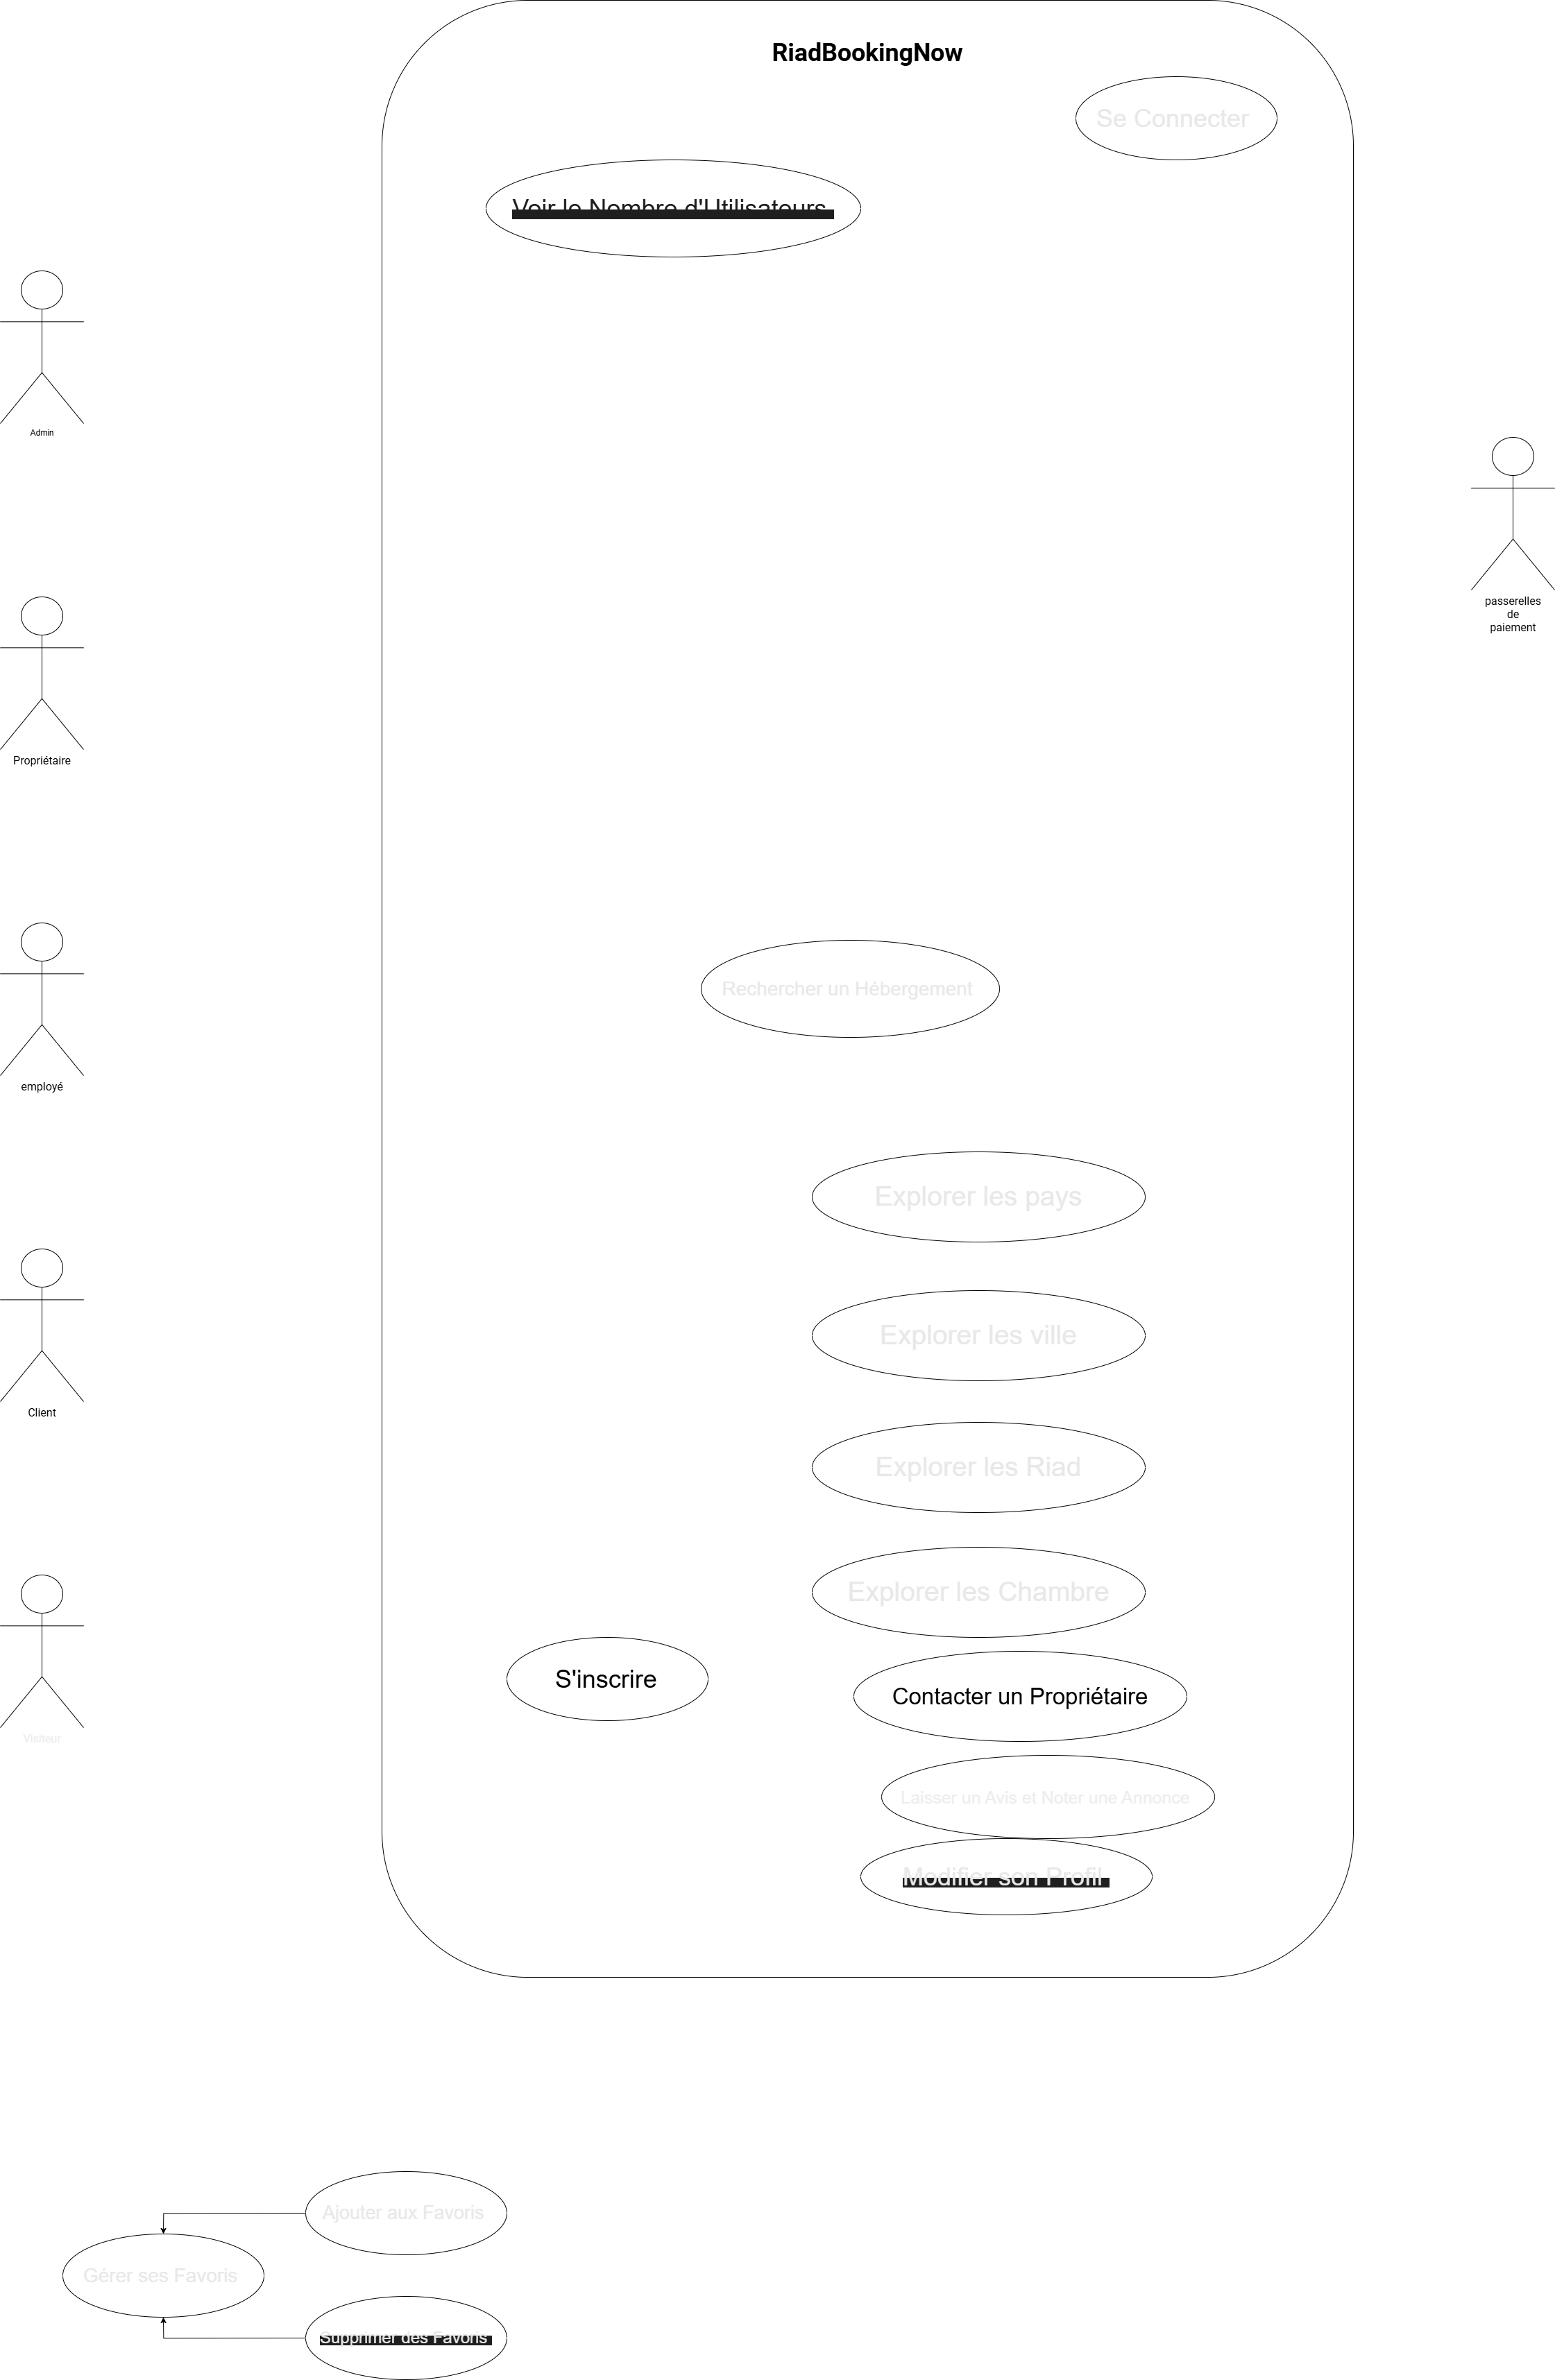 RiadBookingNow
Se Connecter
Voir le Nombre d'Utilisateurs
Admin
passerelles
de
paiement
Propriétaire
Rechercher un Hébergement
employé
Explorer les pays
Explorer les ville
Client
Explorer les Riad
Explorer les Chambre
S'inscrire
Contacter un Propriétaire
Visiteur
Laisser un Avis et Noter une Annonce
Modifier son Profil
Ajouter aux Favoris
Gérer ses Favoris
Supprimer des Favoris